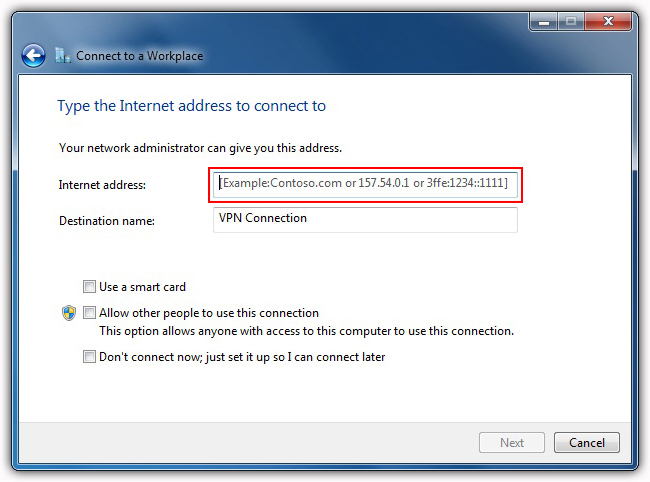 Connect to a Workplace
Type the Internet address to connect to
Your network administrator can give you this address.
Internet address:
[Example:Contoso.com or 157.54.0.1 or 3ffe:1234::1111]
Destination name:
VPN Connection
Use a smart card
Allow other people to use this connection
This option allows anyone with access to this computer to use this connection.
Don't connect now; just set it up so I can connect later
Next
Cancel